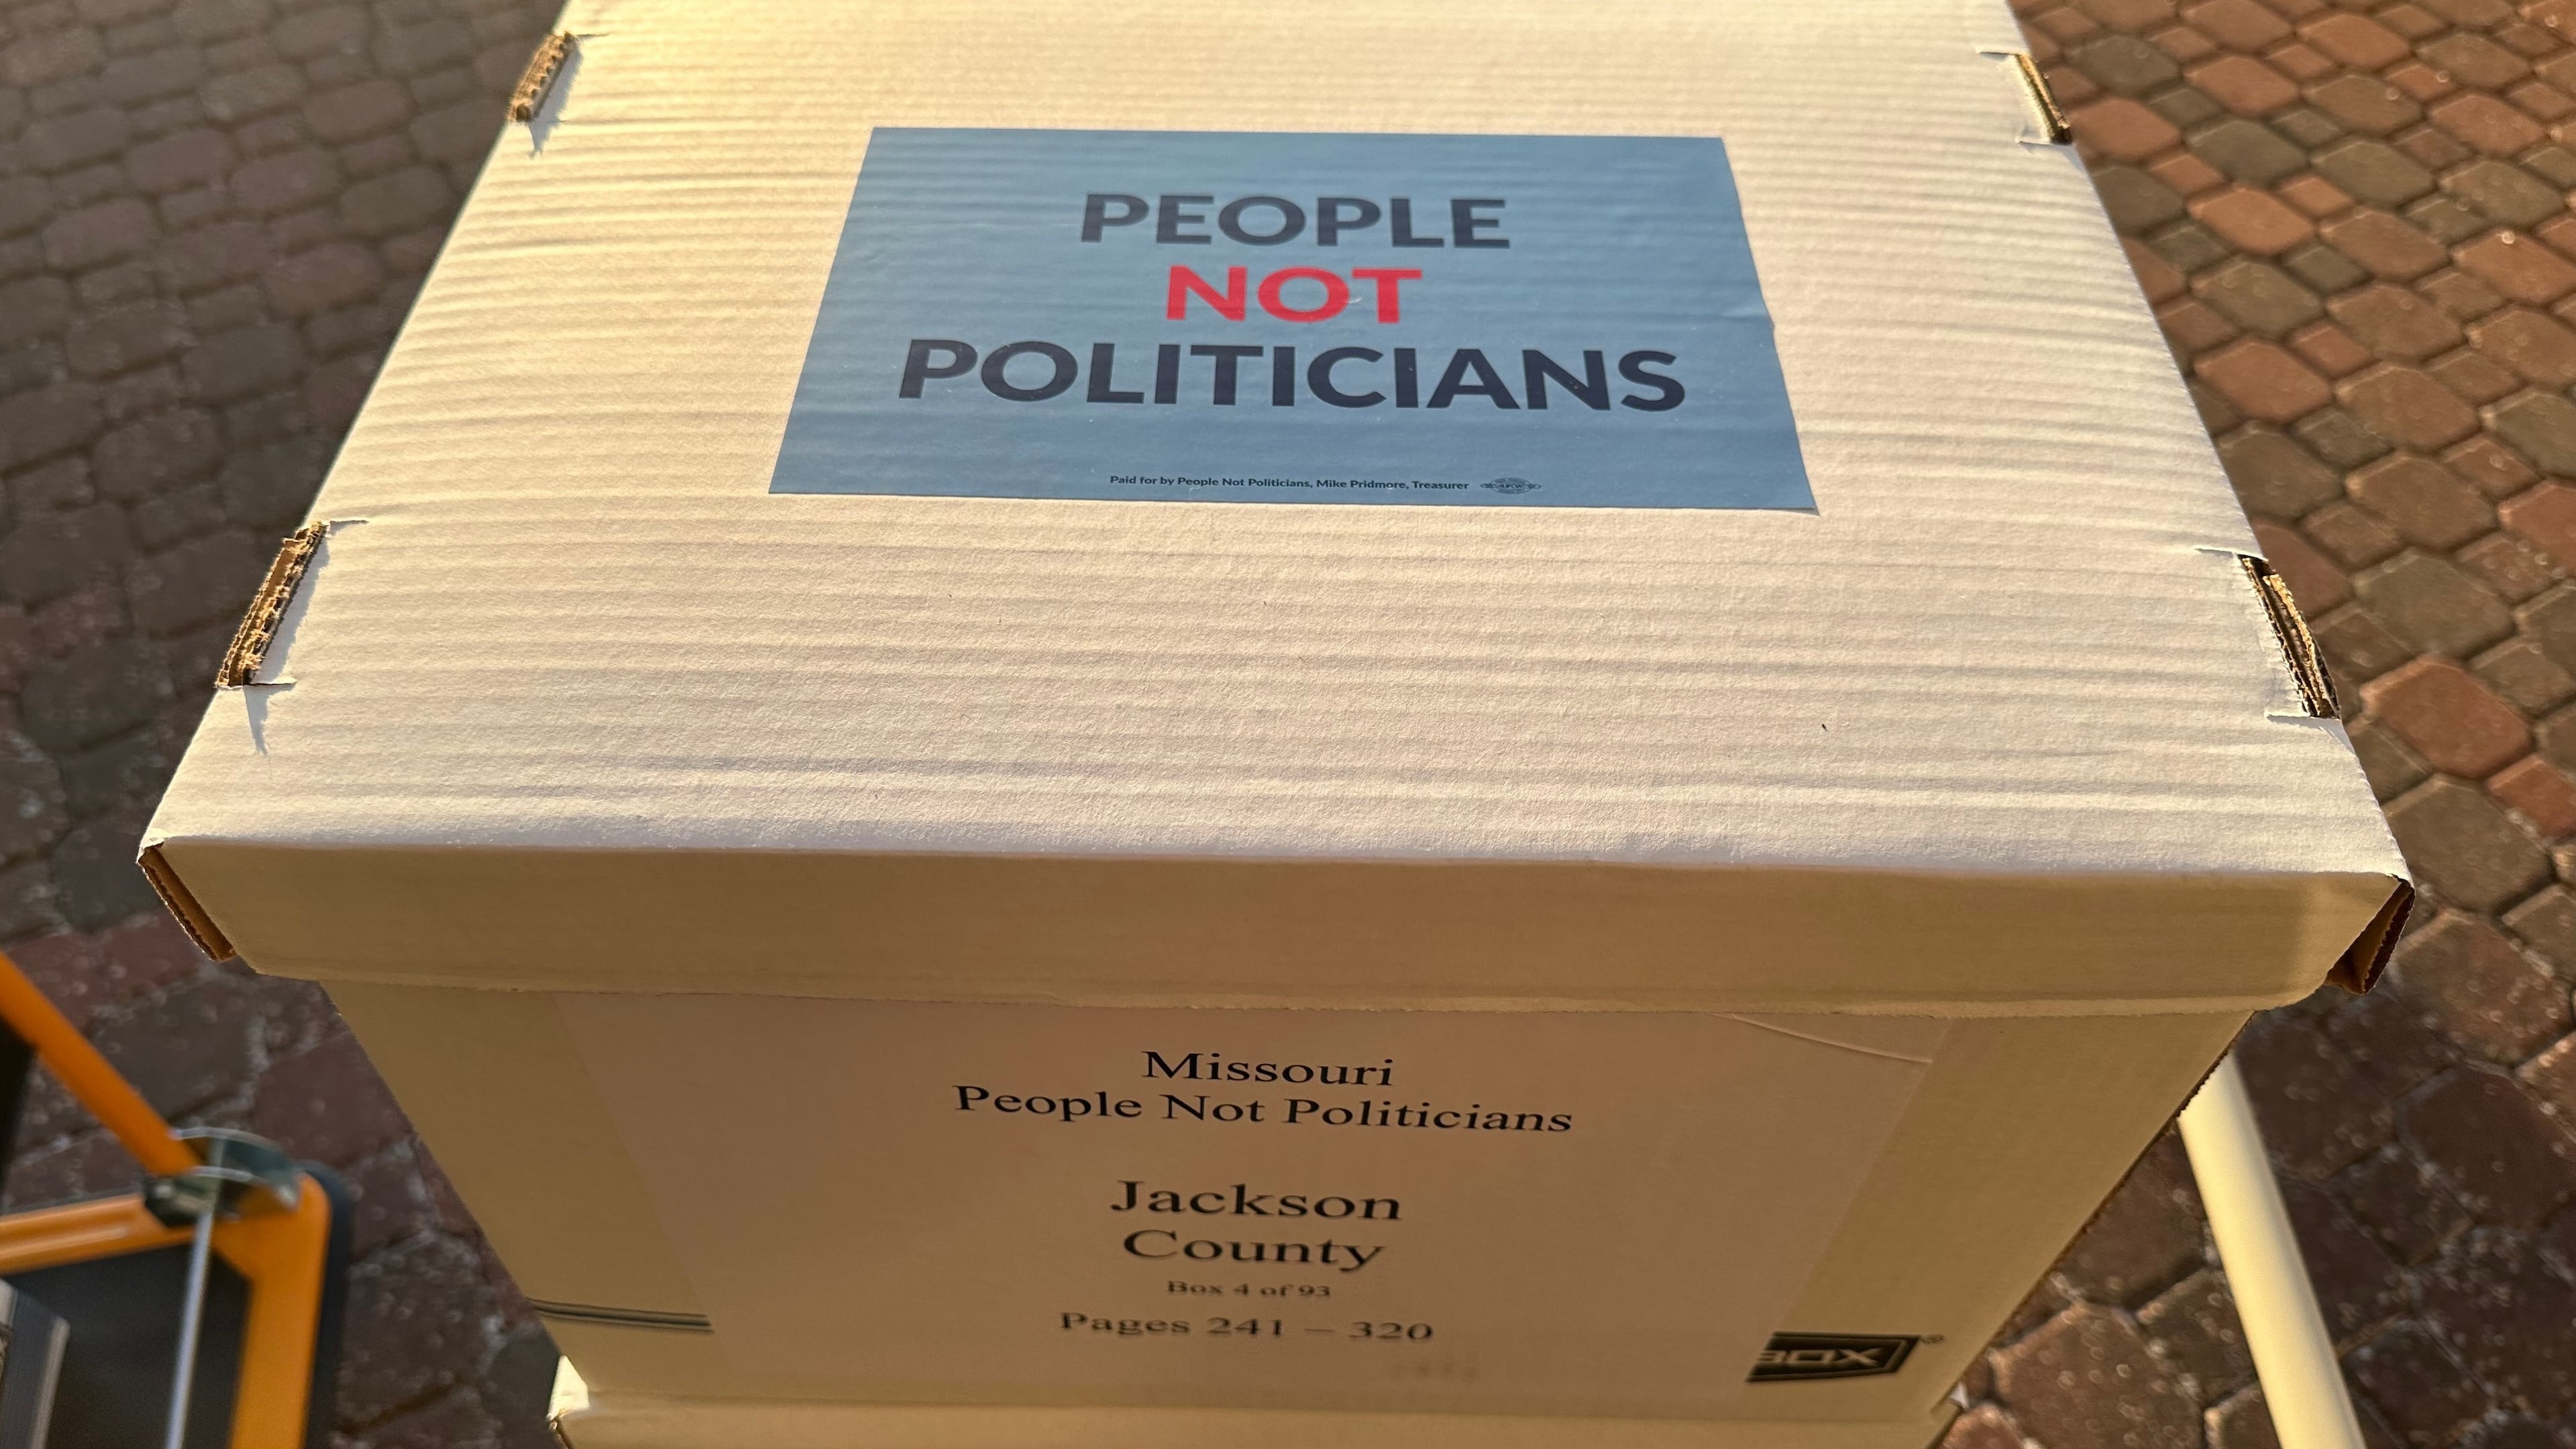 PEOPLE
NOT
POLITICIANS
Paid for by People Not Politicians, Mike Pridmore, Treasurer
Missouri
People Not Politicians
Jackson
County
Box 4 of 93
Pages 241 – 320
BOX